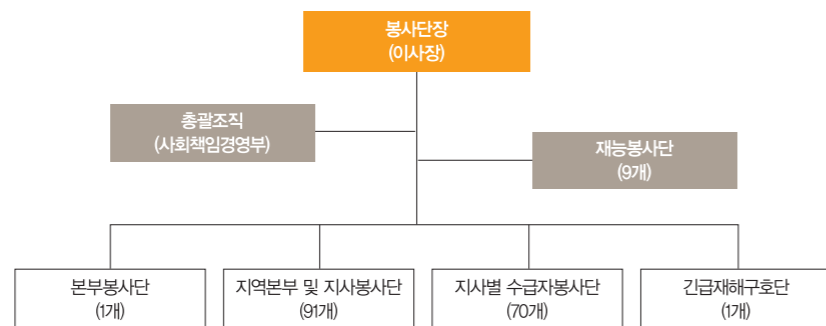 봉사단장
(이사장)
총괄조직
(사회책임경영부)
재능봉사단
(9개)
본부봉사단
(1개)
지역본부 및 지사봉사단
(91개)
지사별 수급자봉사단
(70개)
긴급재해구호단
(1개)